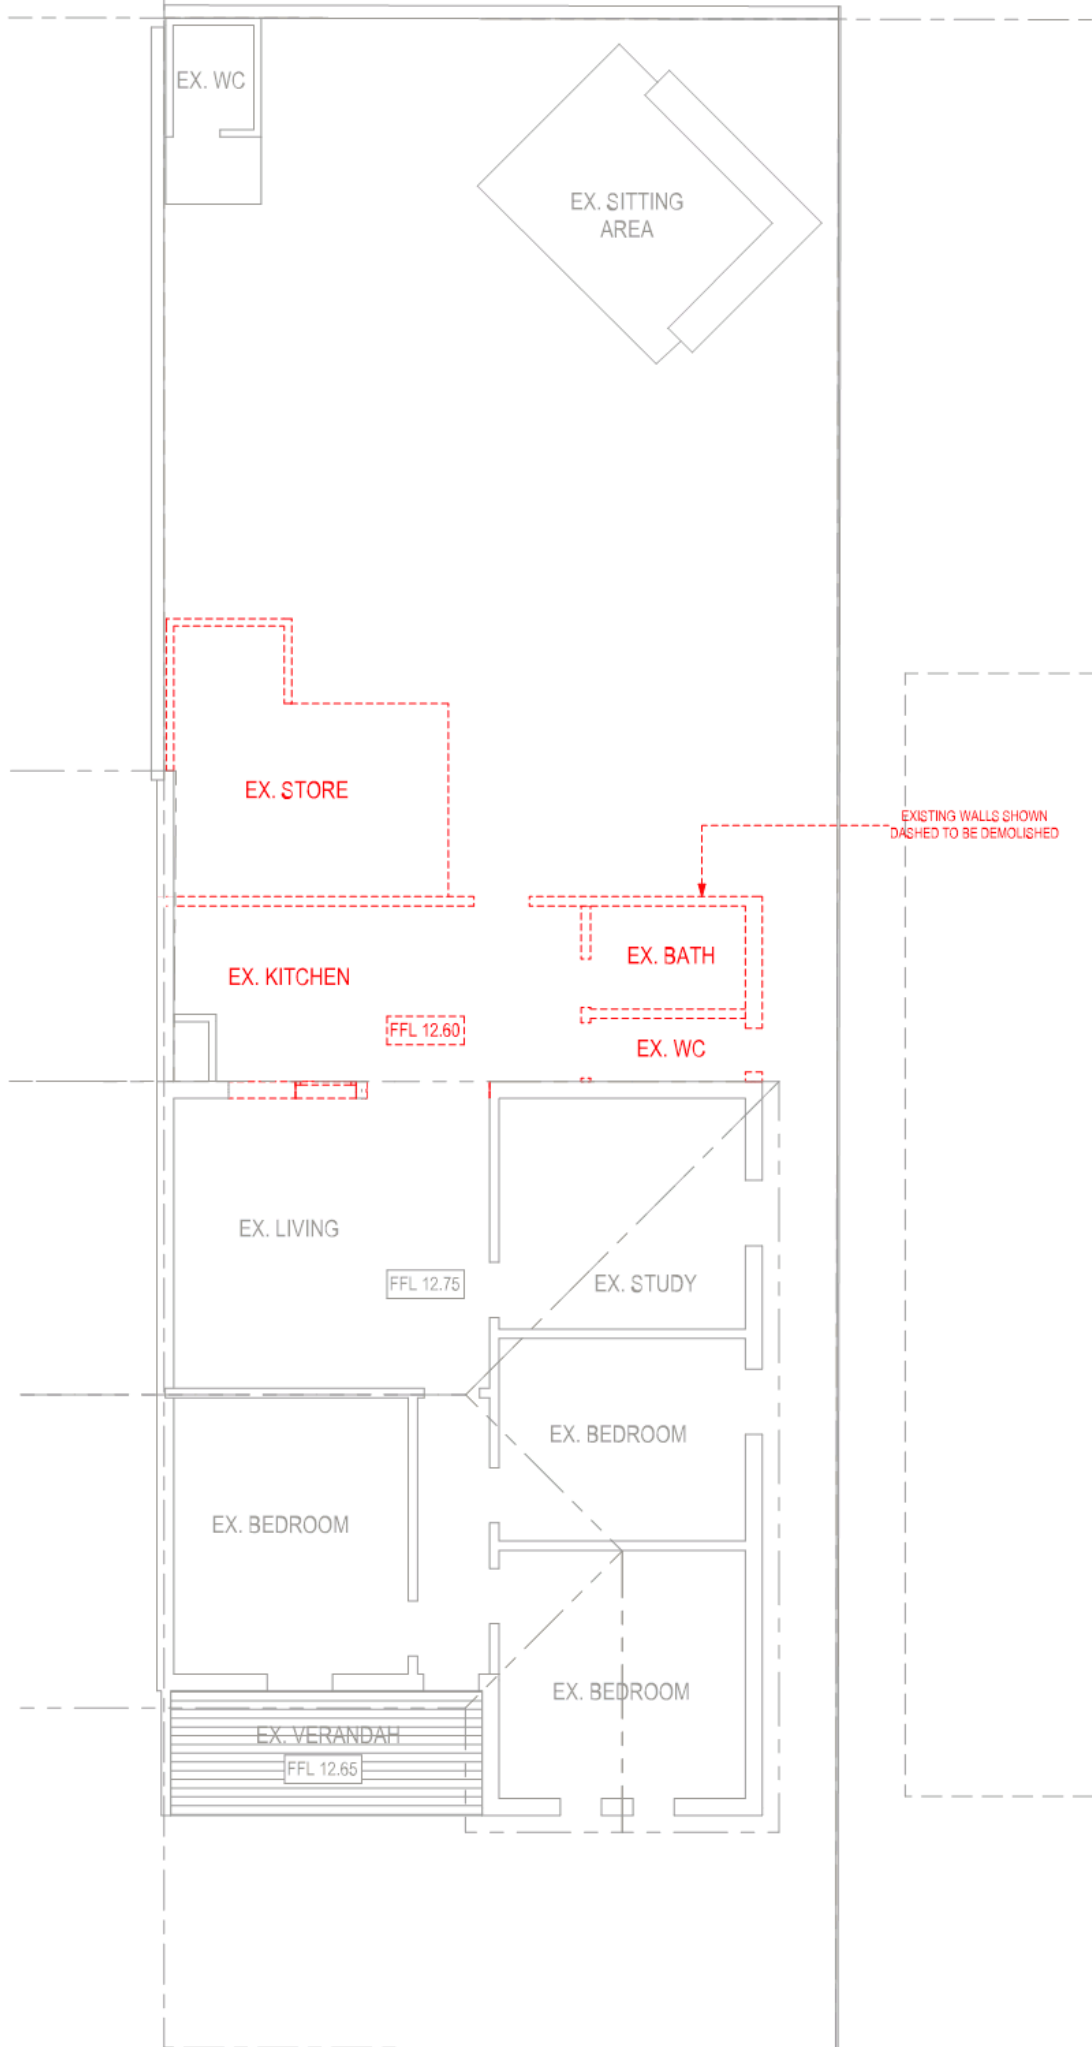 EX. WC
EX. SITTING
AREA
EX. STORE
EXISTING WALLS SHOWN
DASHED TO BE DEMOLISHED
EX. BATH
EX. KITCHEN
FFL 12.60
EX. WC
EX. LIVING
FFL 12.75
EX. STUDY
EX. BEDROOM
EX. BEDROOM
EX. BEDROOM
EX. VERANDAH
FFL 12.65